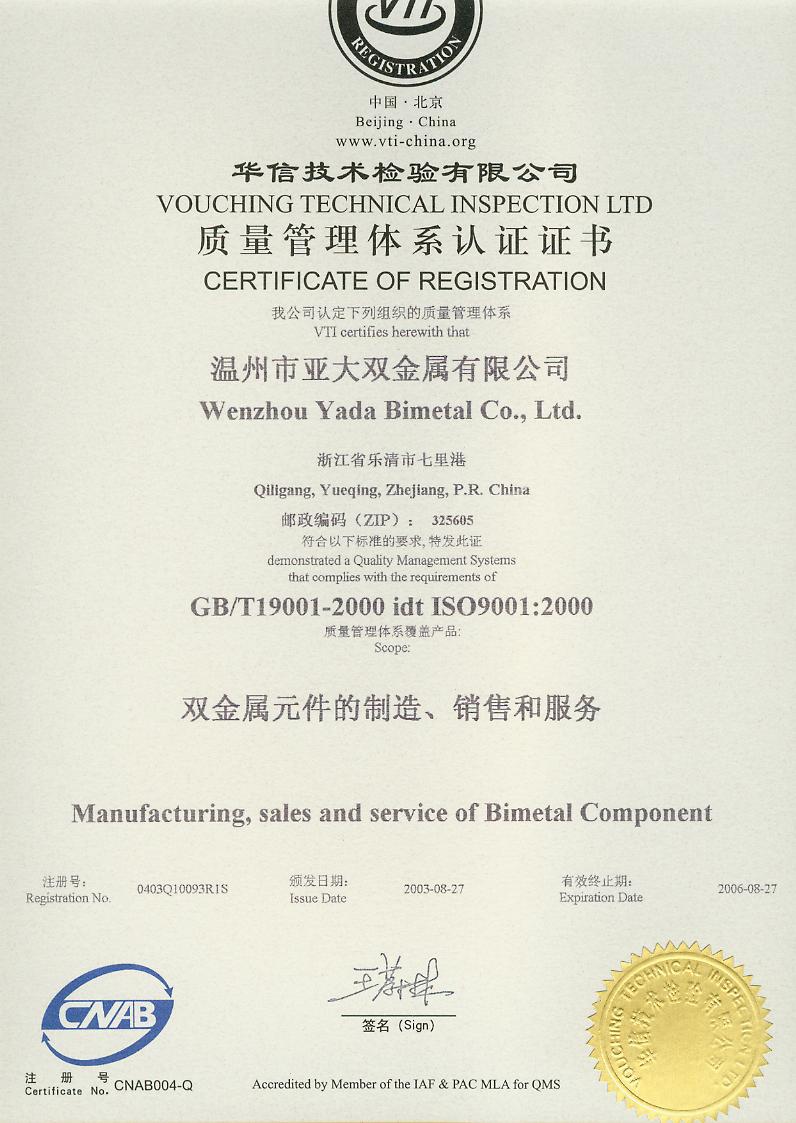 VTI
REGISTRATION
中国·北京
Beijing · China
www.vti-china.org
华信技术检验有限公司
VOUCHING TECHNICAL INSPECTION LTD
质量管理体系认证证书
CERTIFICATE OF REGISTRATION
我公司认定下列组织的质量管理体系
VTI certifies herewith that
温州市亚大双金属有限公司
Wenzhou Yada Bimetal Co., Ltd.
浙江省乐清市七里港
Qiligang, Yueqing, Zhejiang, P.R. China
邮政编码（ZIP）： 325605
符合以下标准的要求,特发此证
demonstrated a Quality Management Systems
that complies with the requirements of
GB/T19001-2000 idt ISO9001:2000
质量管理体系覆盖产品:
Scope:
双金属元件的制造、销售和服务
Manufacturing, sales and service of Bimetal Component
注册号： 0403Q10093R1S 颁发日期： 2003-08-27 有效终止期： 2006-08-27
Registration No. Issue Date Expiration Date
CNAB
签名（Sign）
注 册 号
Certificate No. CNAB004-Q
Accredited by Member of the IAF & PAC MLA for QMS
VOUCHING TECHNICAL INSPECTION LTD
华信技术检验有限公司